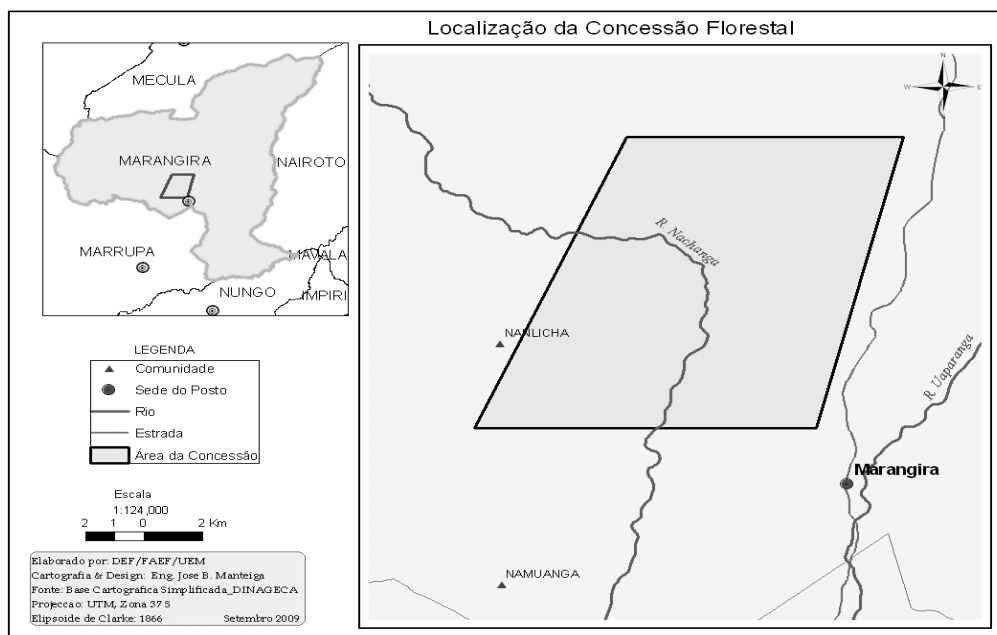 Localização da Concessão Florestal
MECULA
MARANGIRA
NAIROTO
MARRUPA
MAVALA
NUNGO
IMPIRI
LEGENDA
Comunidade
Sede do Posto
Rio
Estrada
Área da Concessão
Escala
1:124,000
2 1 0 2 Km
Elaborado por: DEF/FAEF/UEM
Cartografia & Design: Eng. Jose B. Manteiga
Fonte: Base Cartografica Simplificada_DINAGECA
Projeccao: UTM, Zona 37 S
Elipsoide de Clarke: 1866 Setembro 2009
N
W E
S
R. Nachanga
NANLICHA
R. Uaparanga
Marangira
NAMUANGA